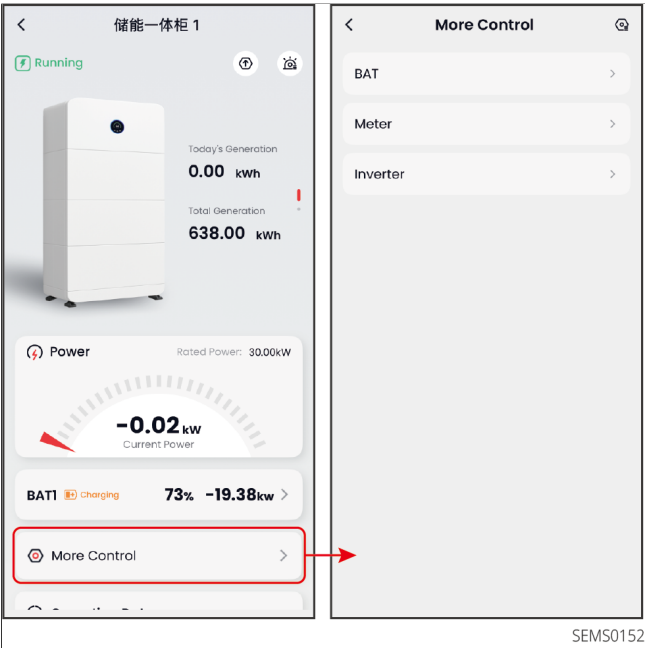 储能一体柜 1
Running
Today's Generation
0.00 kWh
Total Generation
638.00 kWh
Power
Rated Power: 30.00kW
-0.02 kW
Current Power
BAT1 Charging 73% -19.38kw
More Control
More Control
BAT
Meter
Inverter
SEMS0152